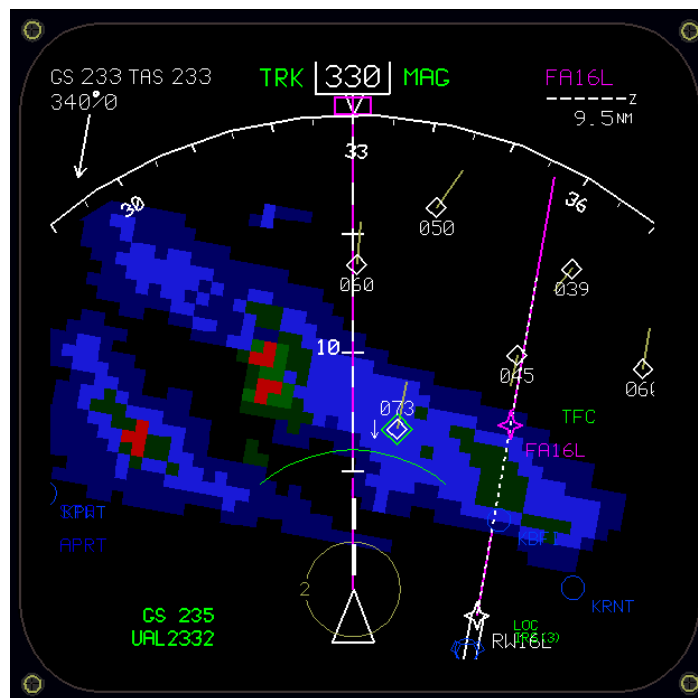 GS 233 TAS 233
340°/0
TRK 330 MAG
FA16L
Z
9.5NM
33
30
36
050
060
039
10
045
060
073
TFC
FA16L
KPWT
KBFI
APRT
2
KRNT
GS 235
UAL2332
LOC
RW16L